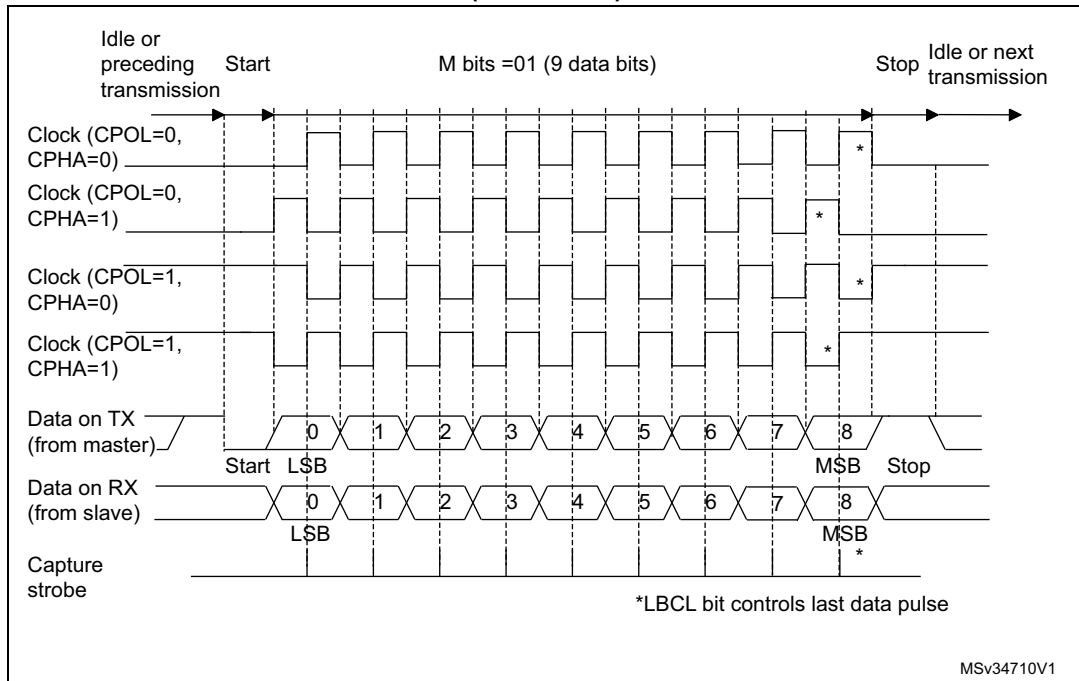 Idle or
preceding
transmission
Start
M bits =01 (9 data bits)
Stop
Idle or next
transmission
Clock (CPOL=0,
CPHA=0)
*
Clock (CPOL=0,
CPHA=1)
*
Clock (CPOL=1,
CPHA=0)
*
Clock (CPOL=1,
CPHA=1)
*
Data on TX
(from master)
0 1 2 3 4 5 6 7 8
Start LSB MSB Stop
Data on RX
(from slave)
0 1 2 3 4 5 6 7 8
LSB MSB
Capture
strobe
*
*LBCL bit controls last data pulse
MSv34710V1